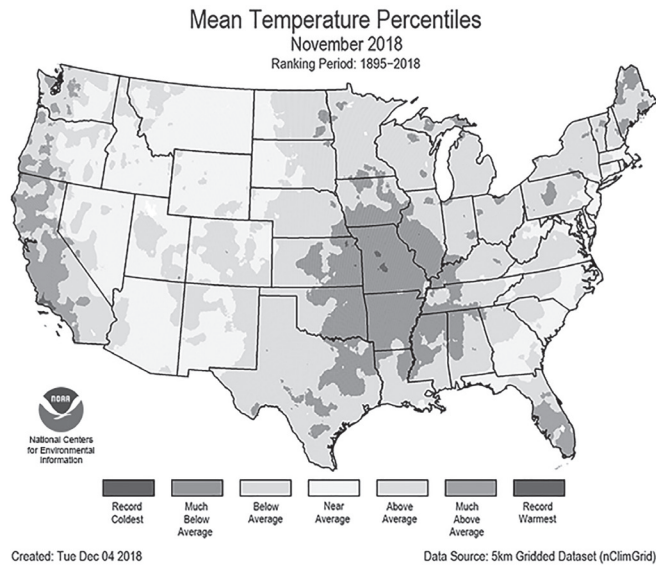 Mean Temperature Percentiles
November 2018
Ranking Period: 1895–2018
NOAA
National Centers
for Environmental
Information
Record
Coldest
Much
Below
Average
Below
Average
Near
Average
Above
Average
Much
Above
Average
Record
Warmest
Created: Tue Dec 04 2018
Data Source: 5km Gridded Dataset (nClimGrid)